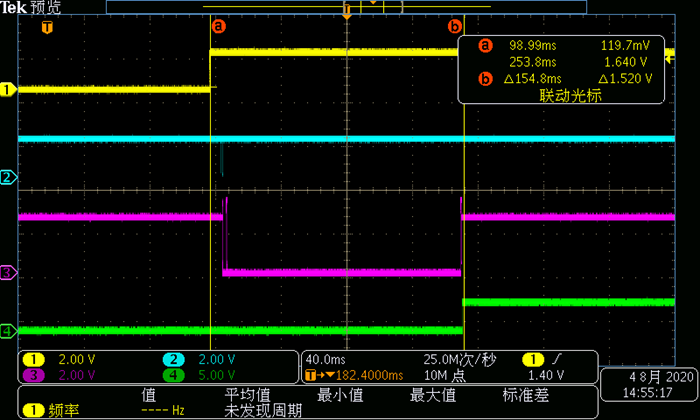 Tek 预览
T
a
b
a 98.99ms 119.7mV
253.8ms 1.640 V
b △154.8ms △1.520 V
联动光标
1
2
3
4
1 2.00 V 2 2.00 V
3 2.00 V 4 5.00 V
40.0ms 25.0M次/秒 1
T→▼182.4000ms 10M 点 1.40 V
4 8月 2020
14:55:17
值 平均值 最小值 最大值 标准差
1 频率 ---- Hz 未发现周期